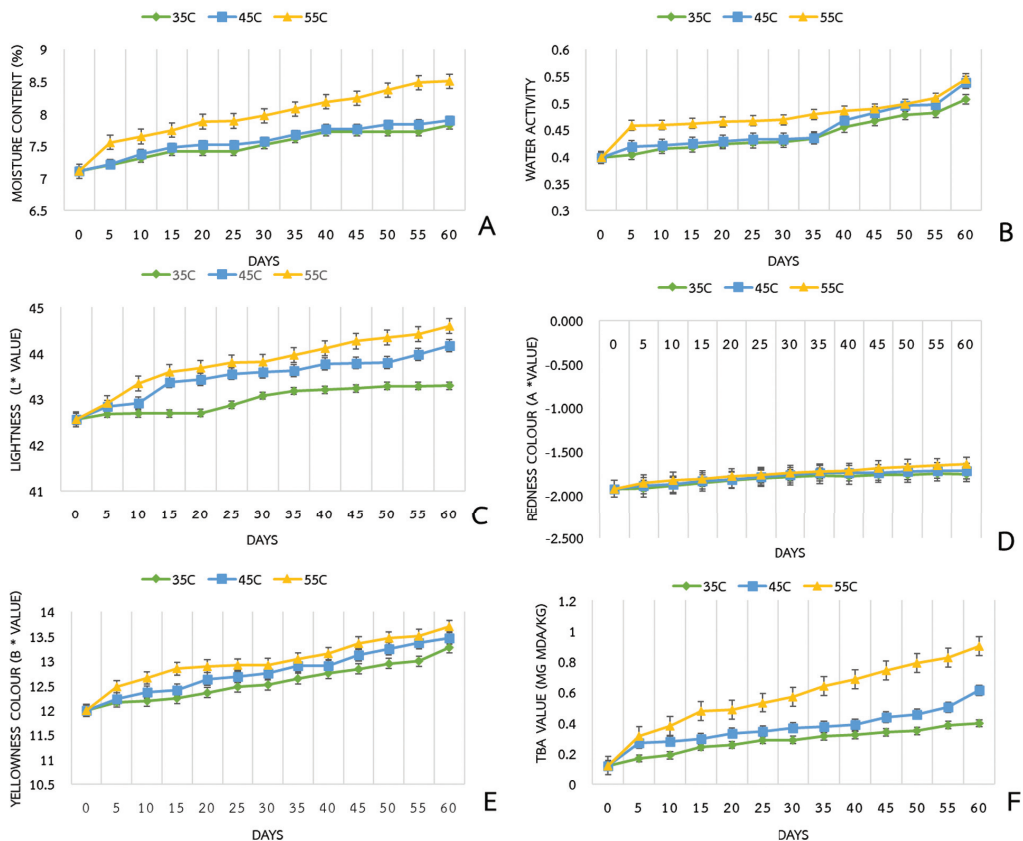 35C 45C 55C
MOISTURE CONTENT (%)
9
8.5
8
7.5
7
6.5
0 5 10 15 20 25 30 35 40 45 50 55 60
DAYS
A
35C 45C 55C
WATER ACTIVITY
0.6
0.55
0.5
0.45
0.4
0.35
0.3
0 5 10 15 20 25 30 35 40 45 50 55 60
DAYS
B
35C 45C 55C
LIGHTNESS (L* VALUE)
45
44
43
42
41
0 5 10 15 20 25 30 35 40 45 50 55 60
DAYS
C
35C 45C 55C
REDNESS COLOUR (A *VALUE)
0.000
-0.500
-1.000
-1.500
-2.000
-2.500
0 5 10 15 20 25 30 35 40 45 50 55 60
DAYS
D
35C 45C 55C
YELLOWNESS COLOUR (B * VALUE)
14
13.5
13
12.5
12
11.5
11
10.5
0 5 10 15 20 25 30 35 40 45 50 55 60
DAYS
E
35C 45C 55C
TBA VALUE (MG MDA/KG)
1.2
1
0.8
0.6
0.4
0.2
0
0 5 10 15 20 25 30 35 40 45 50 55 60
DAYS
F